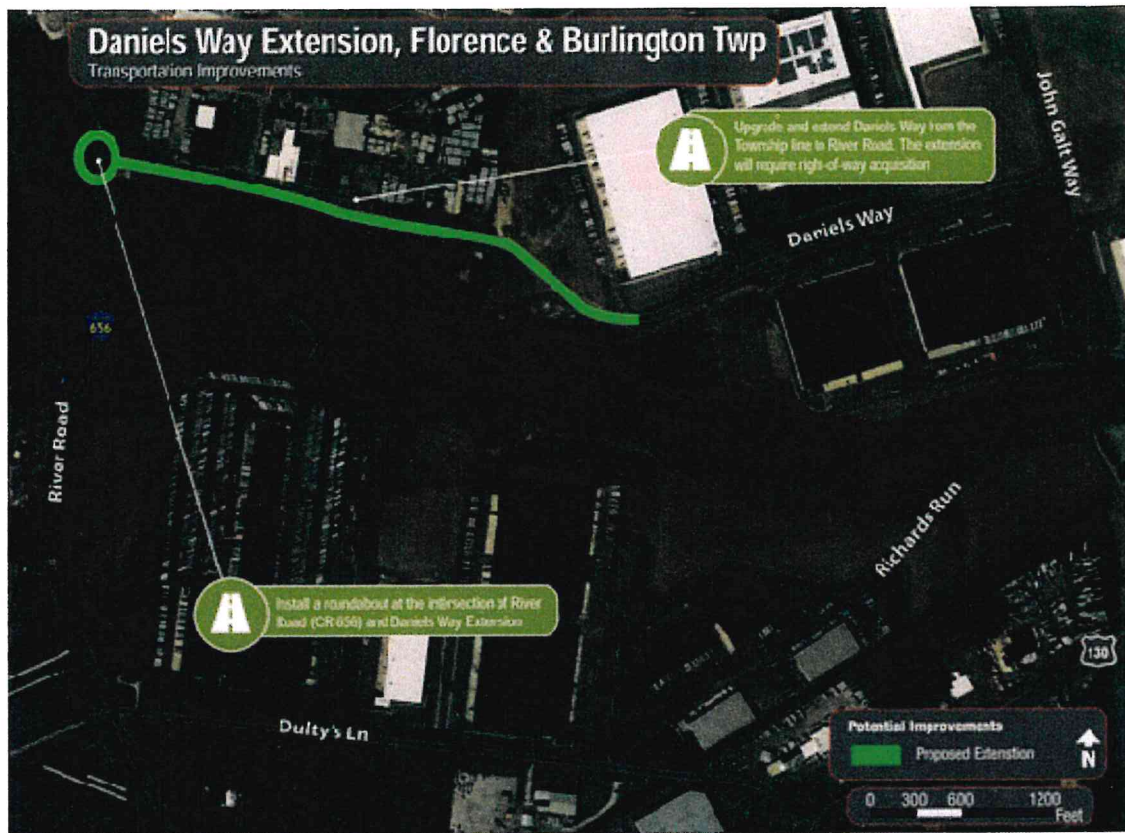 Daniels Way Extension, Florence & Burlington Twp
Transportation Improvements
John Galt Way
Upgrade and extend Daniels Way from the
Township line to River Road. The extension
will require right-of-way acquisition
Daniels Way
656
River Road
Richards Run
Install a roundabout at the intersection of River
Road (CR 656) and Daniels Way Extension
130
Dulty's Ln
Potential Improvements
Proposed Extenstion
N
0 300 600 1200
Feet